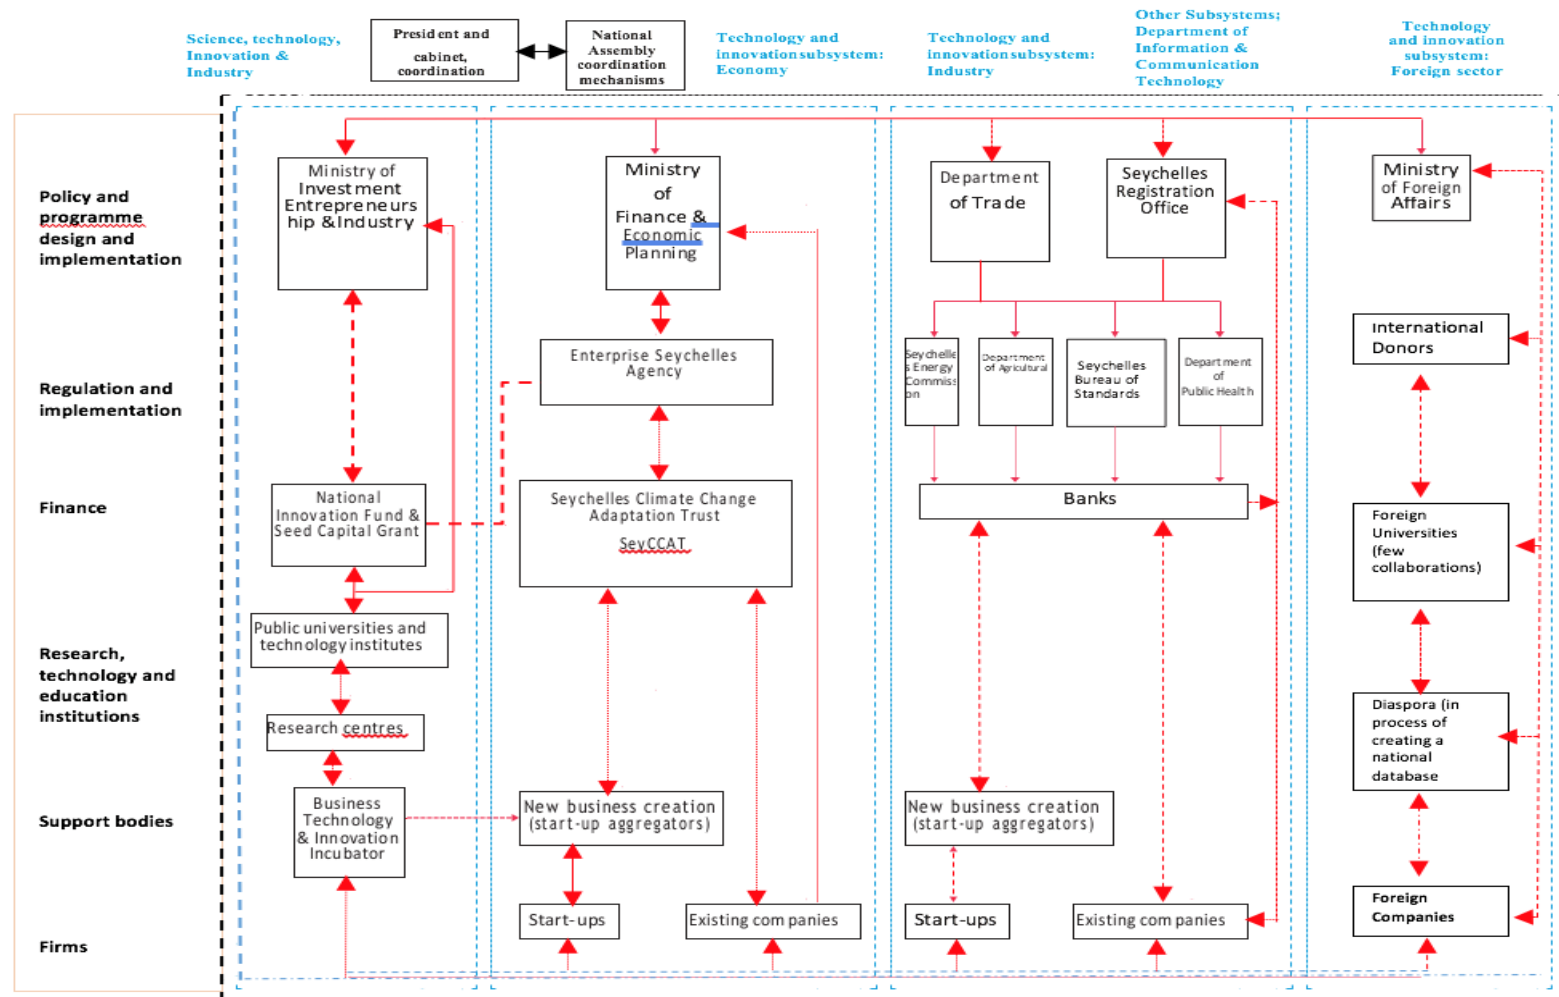 Science, technology,
Innovation &
Industry
President and
cabinet,
coordination
National
Assembly
coordination
mechanisms
Technology and
innovationsubsystem:
Economy
Technology and
innovationsubsystem:
Industry
Other Subsystems;
Department of
Information &
Communication
Technology
Technology
and innovation
subsystem:
Foreign sector
Policy and
programme
design and
implementation
Ministry of
Investment
Entrepreneurs
hip &Industry
Ministry
of
Finance &
Economic
Planning
Department
of Trade
Seychelles
Registration
Office
Ministry
of Foreign
Affairs
Regulation and
implementation
Enterprise Seychelles
Agency
Seychelle
s Energy
Commissi
on
Department
of Agricultural
Seychelles
Bureau of
Standards
Department
of
Public Health
International
Donors
Finance
National
Innovation Fund &
Seed Capital Grant
Seychelles Climate Change
Adaptation Trust
SeyCCAT
Banks
Foreign
Universities
(few
collaborations)
Research,
technology and
education
institutions
Public universities and
technology institutes
Research centres
Diaspora (in
process of
creating a
national
database
Support bodies
Business
Technology
& Innovation
Incubator
New business creation
(start-up aggregators)
New business creation
(start-up aggregators)
Firms
Start-ups
Existing companies
Start-ups
Existing companies
Foreign
Companies